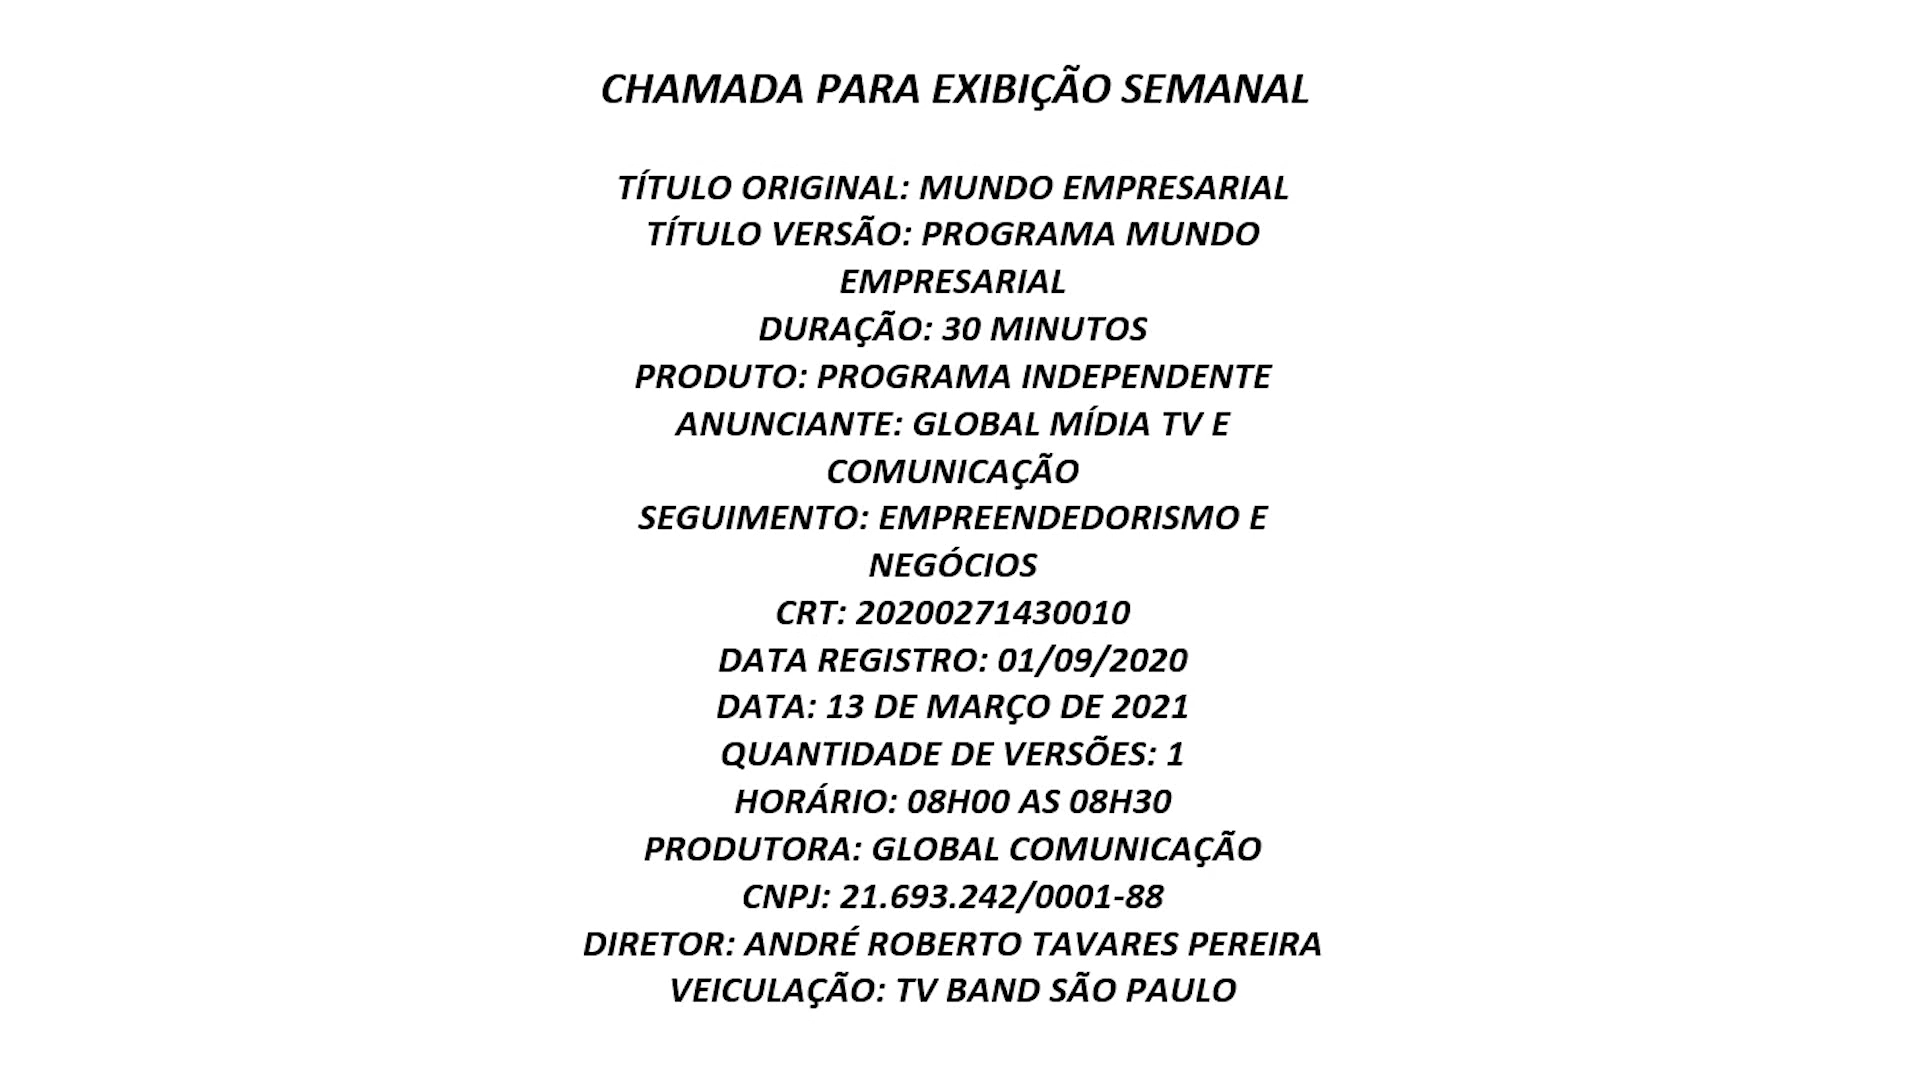 CHAMADA PARA EXIBIÇÃO SEMANAL
TÍTULO ORIGINAL: MUNDO EMPRESARIAL
TÍTULO VERSÃO: PROGRAMA MUNDO
EMPRESARIAL
DURAÇÃO: 30 MINUTOS
PRODUTO: PROGRAMA INDEPENDENTE
ANUNCIANTE: GLOBAL MÍDIA TV E
COMUNICAÇÃO
SEGUIMENTO: EMPREENDEDORISMO E
NEGÓCIOS
CRT: 20200271430010
DATA REGISTRO: 01/09/2020
DATA: 13 DE MARÇO DE 2021
QUANTIDADE DE VERSÕES: 1
HORÁRIO: 08H00 AS 08H30
PRODUTORA: GLOBAL COMUNICAÇÃO
CNPJ: 21.693.242/0001-88
DIRETOR: ANDRÉ ROBERTO TAVARES PEREIRA
VEICULAÇÃO: TV BAND SÃO PAULO